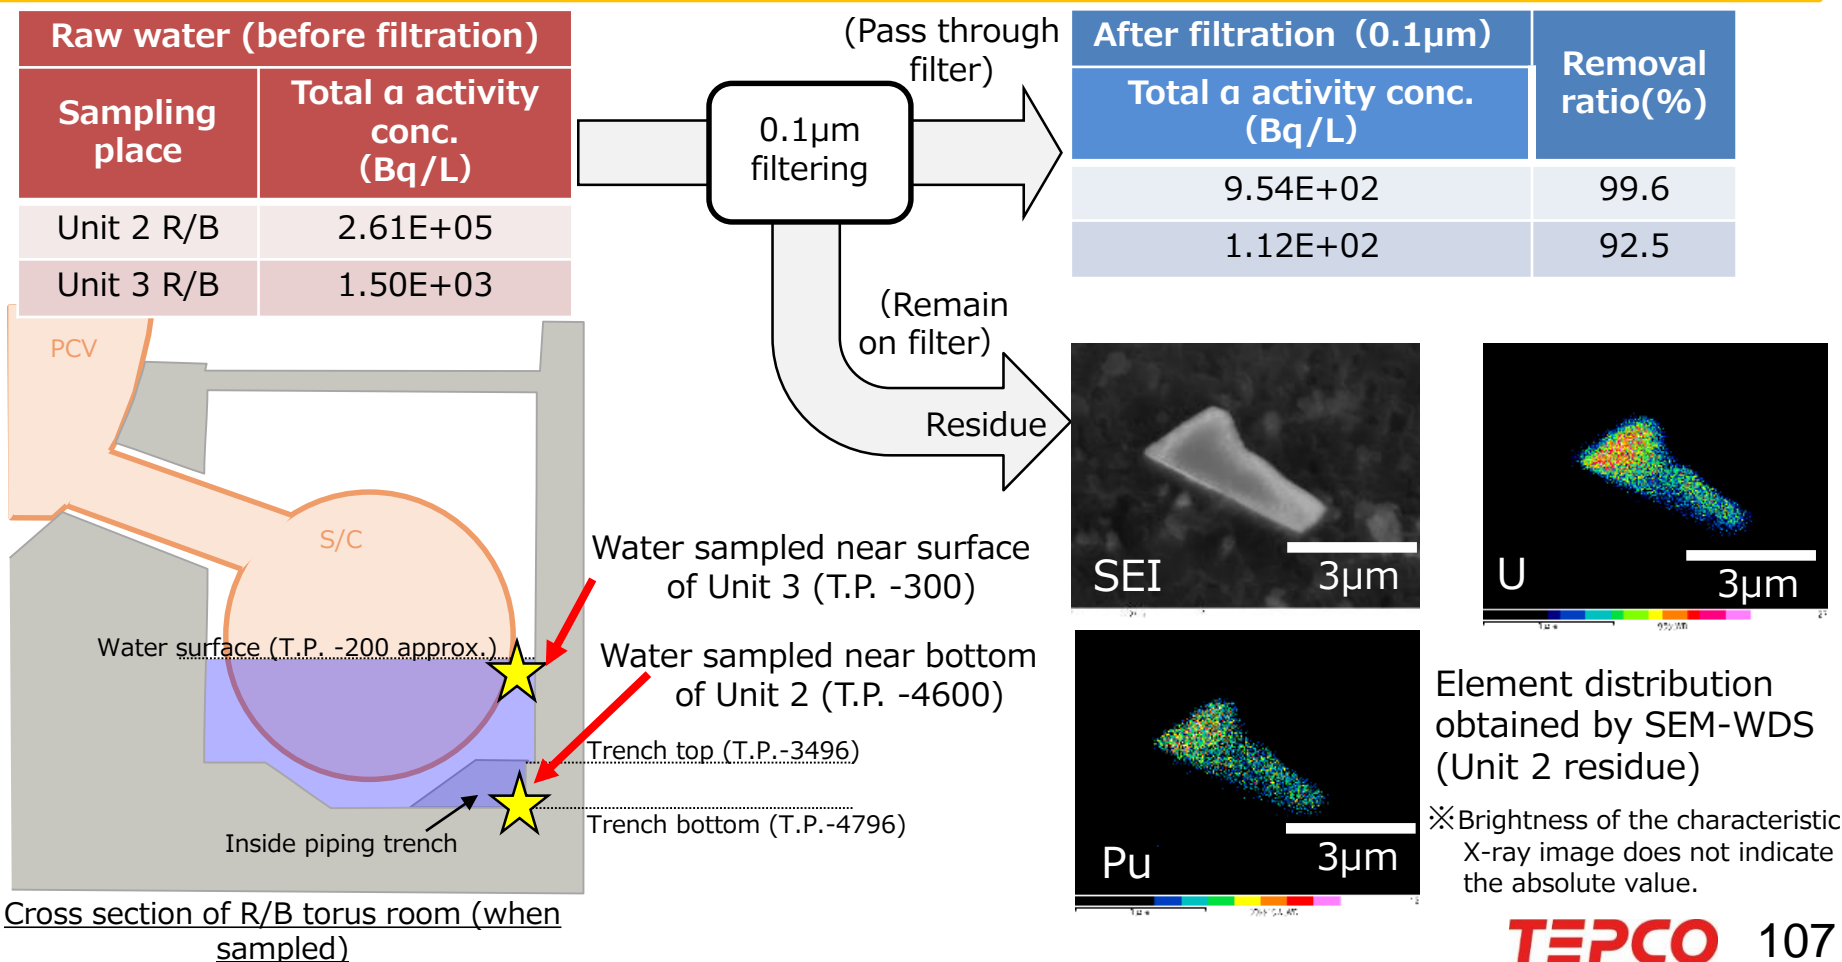 Raw water (before filtration)
Sampling place
Total α activity conc. (Bq/L)
Unit 2 R/B 2.61E+05
Unit 3 R/B 1.50E+03
(Pass through filter)
0.1μm filtering
(Remain on filter)
Residue
After filtration (0.1μm)
Total α activity conc. (Bq/L)
Removal ratio(%)
9.54E+02 99.6
1.12E+02 92.5
PCV
S/C
Water sampled near surface
of Unit 3 (T.P. -300)
Water surface (T.P. -200 approx.)
Water sampled near bottom
of Unit 2 (T.P. -4600)
Trench top (T.P.-3496)
Trench bottom (T.P.-4796)
Inside piping trench
Cross section of R/B torus room (when
sampled)
SEI
3μm
U
3μm
Pu
3μm
Element distribution
obtained by SEM-WDS
(Unit 2 residue)
※Brightness of the characteristic
X-ray image does not indicate
the absolute value.
TEPCO
107